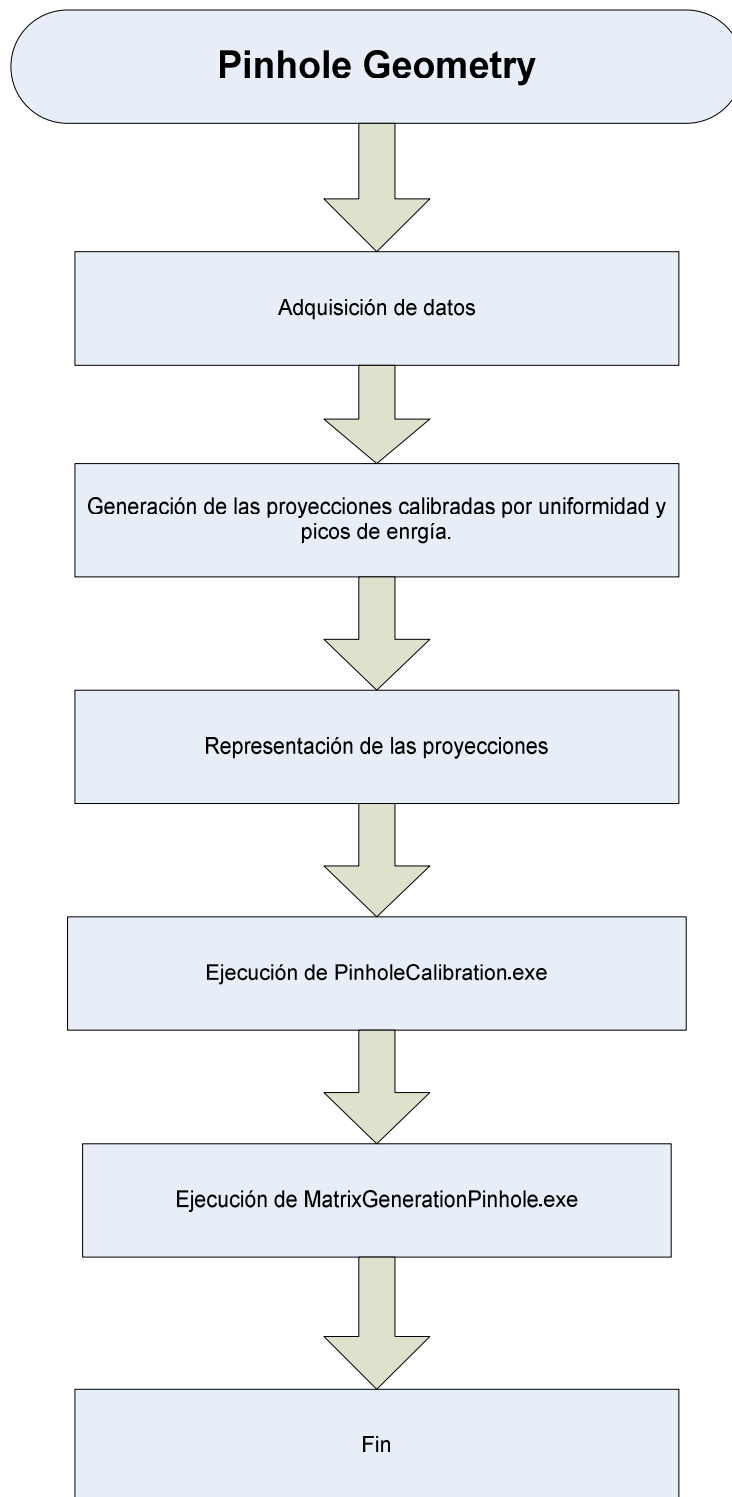 Pinhole Geometry
Adquisición de datos
Generación de las proyecciones calibradas por uniformidad y
picos de enrgía.
Representación de las proyecciones
Ejecución de PinholeCalibration.exe
Ejecución de MatrixGenerationPinhole.exe
Fin